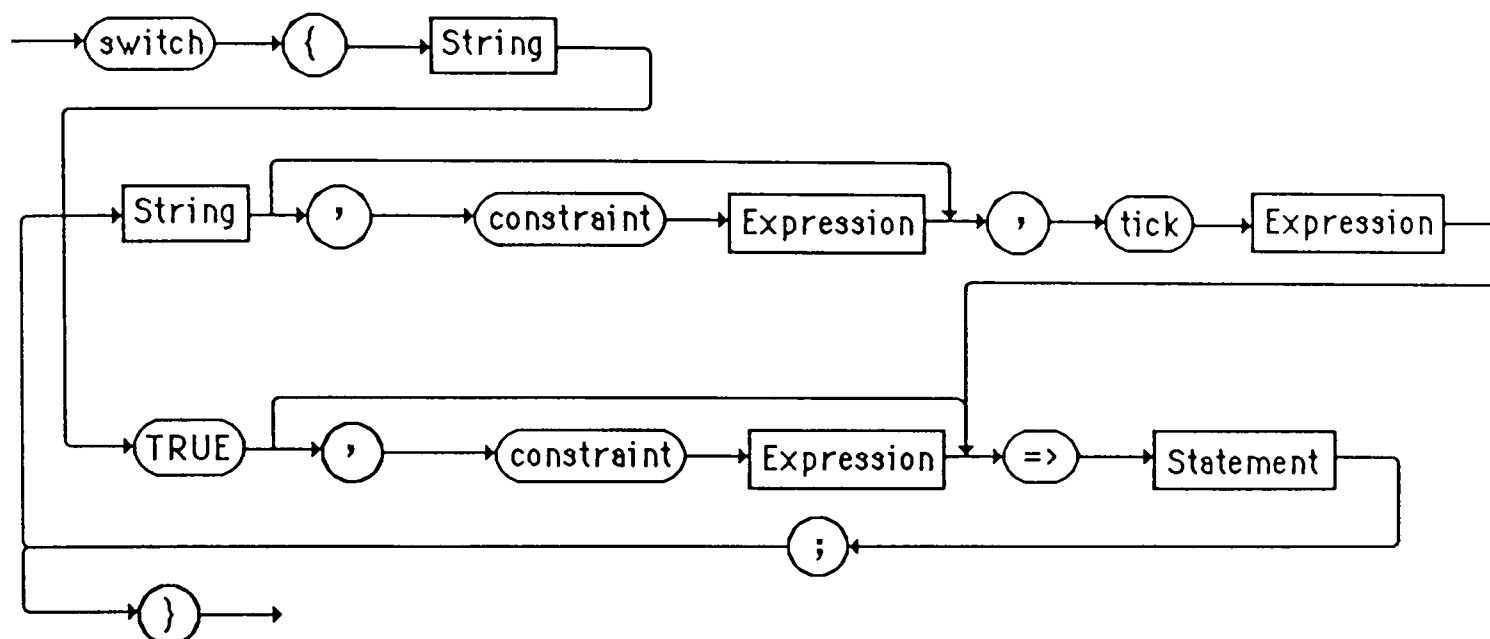 switch { String
String , constraint Expression , tick Expression
TRUE , constraint Expression => Statement
;
}